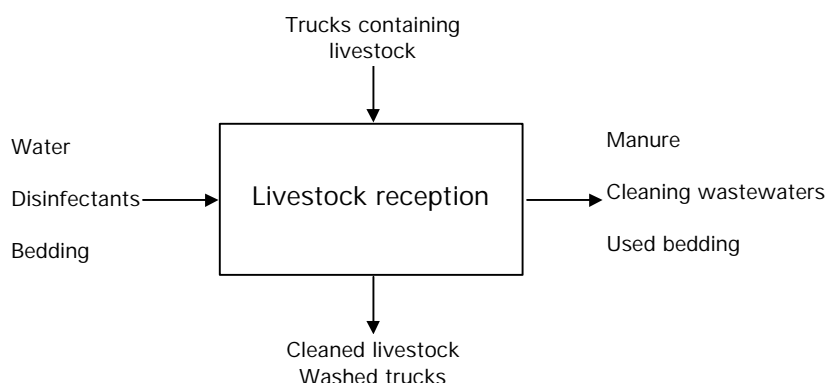 Trucks containing
livestock
Water
Disinfectants
Bedding
Livestock reception
Manure
Cleaning wastewaters
Used bedding
Cleaned livestock
Washed trucks